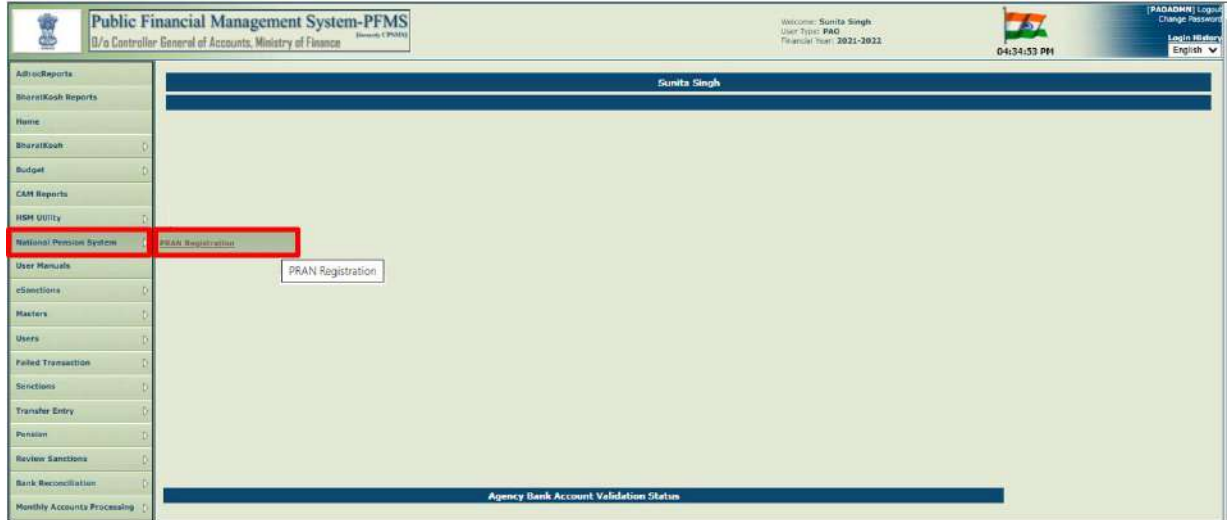 Public Financial Management System-PFMS
(formerly CPSMS)
O/o Controller General of Accounts, Ministry of Finance
Welcome: Sunita Singh
User Type: PAO
Financial Year: 2021-2022
04:34:53 PM
[PAOADMN] Logout
Change Password
Login History
English
AdhocReports
BharatKosh Reports
Home
BharatKosh
Budget
CAM Reports
HSM Utility
National Pension System
User Manuals
eSanctions
Masters
Users
Failed Transaction
Sanctions
Transfer Entry
Pension
Review Sanctions
Bank Reconciliation
Monthly Accounts Processing
PRAN Registration
PRAN Registration
Sunita Singh
Agency Bank Account Validation Status